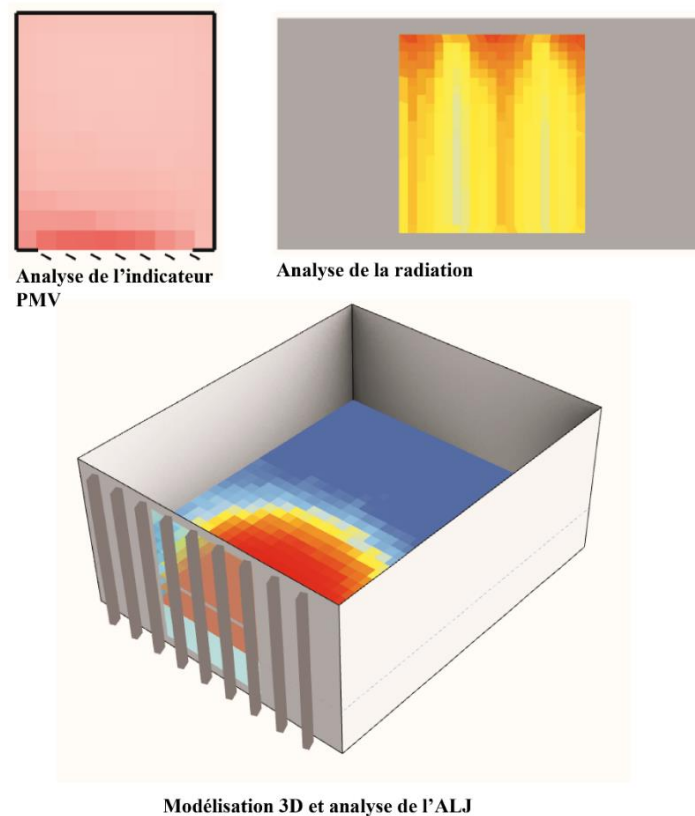 Analyse de l’indicateur
PMV
Analyse de la radiation
Modélisation 3D et analyse de l’ALJ